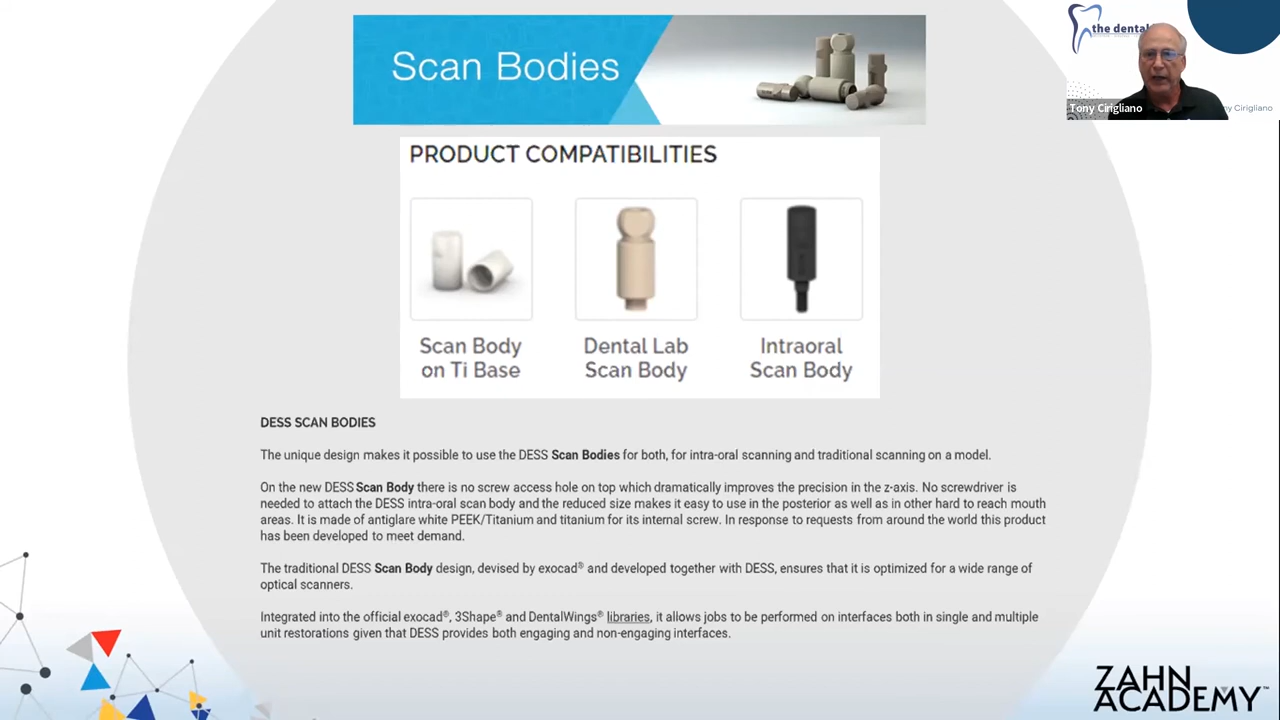 Scan Bodies
the dental
Tony Cirigliano
ny Cirigliano
PRODUCT COMPATIBILITIES
Scan Body
on Ti Base
Dental Lab
Scan Body
Intraoral
Scan Body
DESS SCAN BODIES
The unique design makes it possible to use the DESS Scan Bodies for both, for intra-oral scanning and traditional scanning on a model.
On the new DESS Scan Body there is no screw access hole on top which dramatically improves the precision in the z-axis. No screwdriver is
needed to attach the DESS intra-oral scan body and the reduced size makes it easy to use in the posterior as well as in other hard to reach mouth
areas. It is made of antiglare white PEEK/Titanium and titanium for its internal screw. In response to requests from around the world this product
has been developed to meet demand.
The traditional DESS Scan Body design, devised by exocad® and developed together with DESS, ensures that it is optimized for a wide range of
optical scanners.
Integrated into the official exocad®, 3Shape® and DentalWings® libraries, it allows jobs to be performed on interfaces both in single and multiple
unit restorations given that DESS provides both engaging and non-engaging interfaces.
ZAHN
ACADEMY™